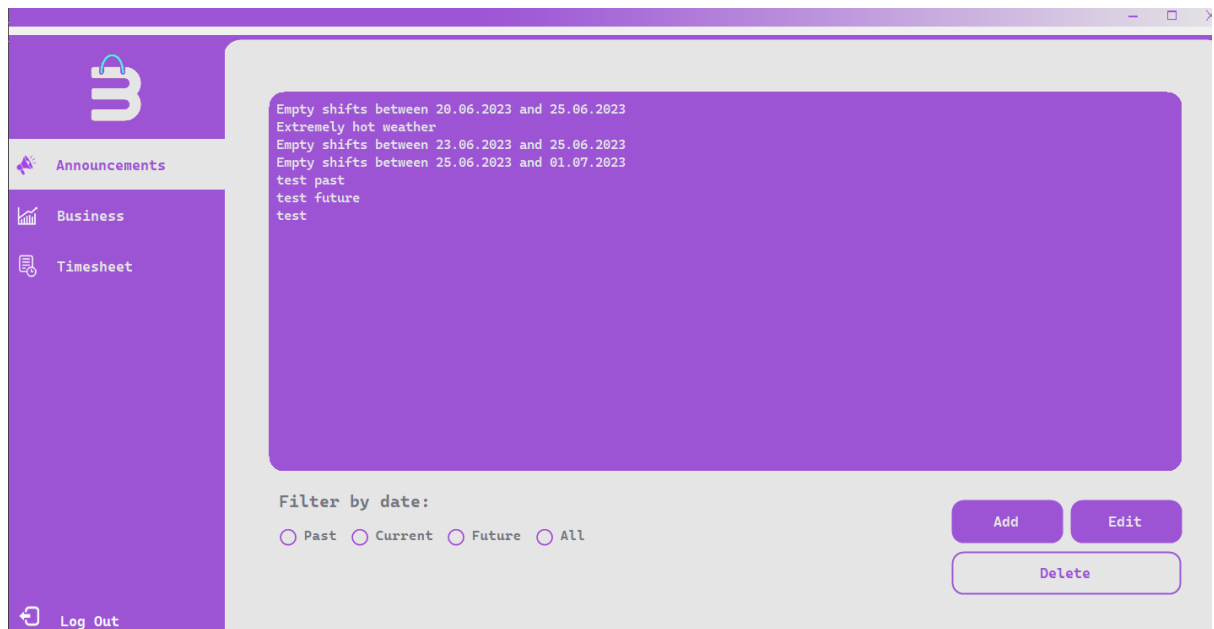 Announcements
Business
Timesheet
Log Out
Empty shifts between 20.06.2023 and 25.06.2023
Extremely hot weather
Empty shifts between 23.06.2023 and 25.06.2023
Empty shifts between 25.06.2023 and 01.07.2023
test past
test future
test
Filter by date:
Past Current Future All
Add Edit
Delete